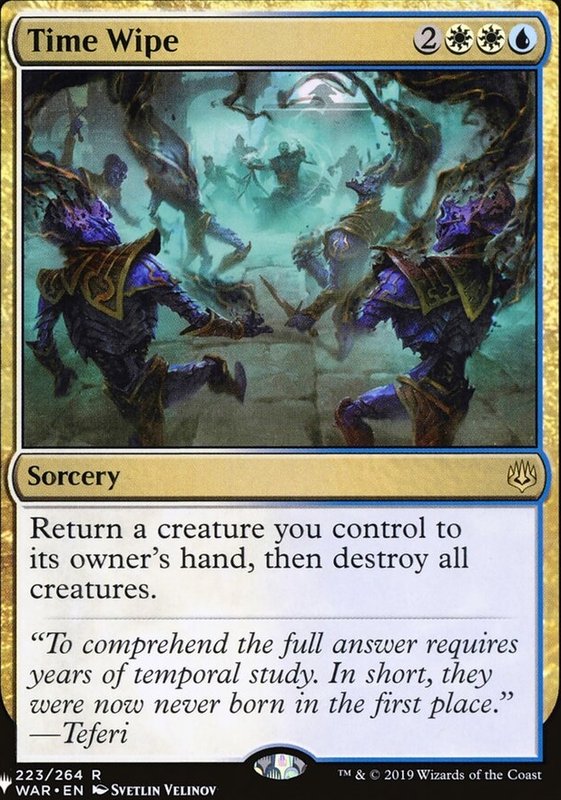 Time Wipe 2
Sorcery
Return a creature you control to
its owner's hand, then destroy all
creatures.
“To comprehend the full answer requires
years of temporal study. In short, they
were now never born in the first place.”
—Teferi
223/264 R
WAR • EN Svetlin Velinov
™ & © 2019 Wizards of the Coast